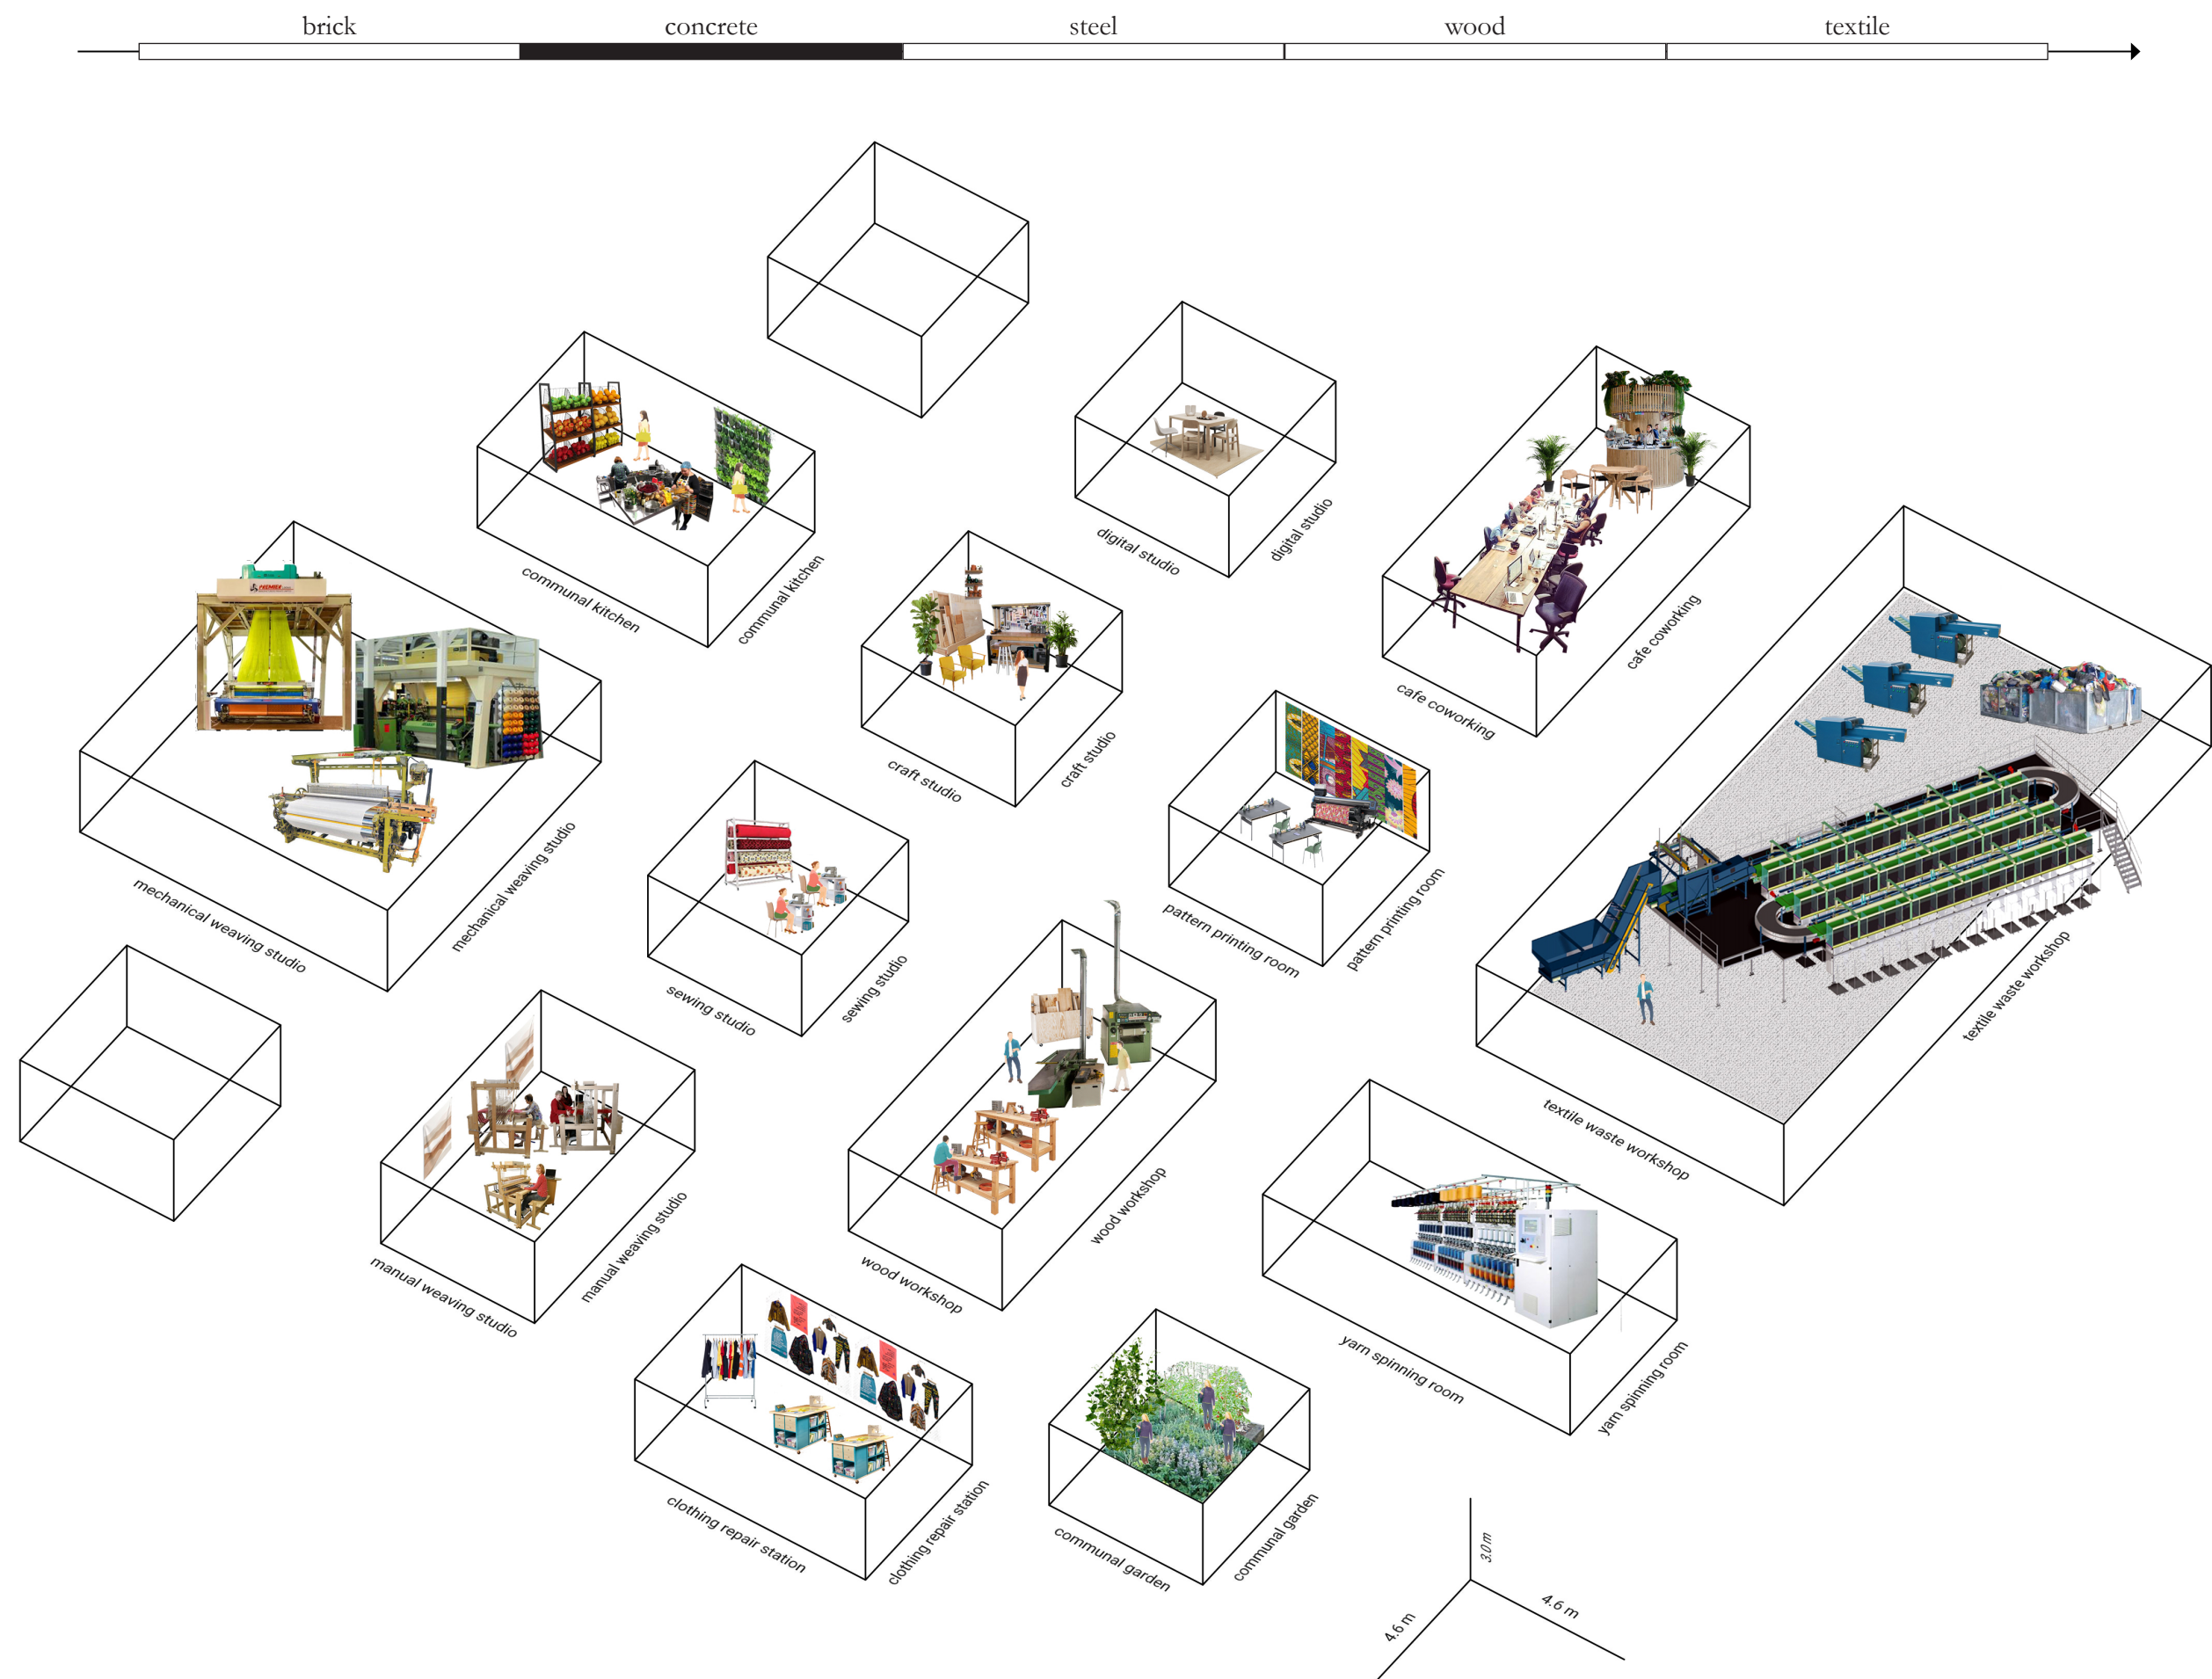 brick
concrete
steel
wood
textile
digital studio
digital studio
communal kitchen
communal kitchen
cafe coworking
cafe coworking
craft studio
craft studio
mechanical weaving studio
mechanical weaving studio
pattern printing room
pattern printing room
sewing studio
sewing studio
textile waste workshop
textile waste workshop
manual weaving studio
manual weaving studio
wood workshop
wood workshop
yarn spinning room
yarn spinning room
clothing repair station
clothing repair station
communal garden
communal garden
3.0 m
4.6 m
4.6 m